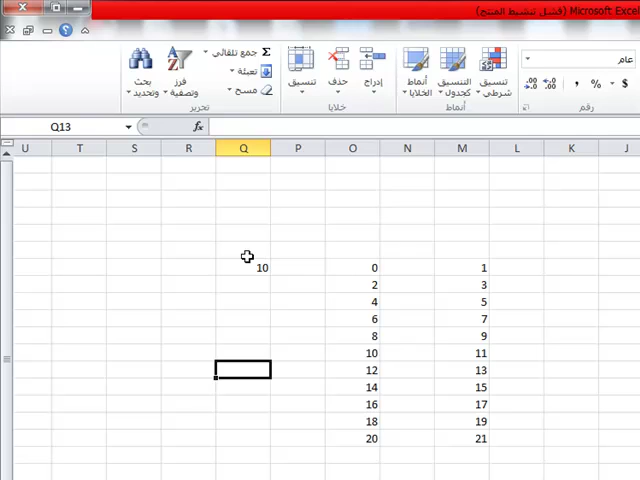 Microsoft Excel (فشل تنشيط المنتج)
عام
$ % ,
رقم
تنسيق شرطي
التنسيق كجدول
أنماط الخلايا
أنماط
إدراج
حذف
تنسيق
خلايا
Σ جمع تلقائي
تعبئة
مسح
فرز وتصفية
بحث وتحديد
تحرير
Q13
fx
U T S R Q P O N M L K J
10 0 1
2 3
4 5
6 7
8 9
10 11
12 13
14 15
16 17
18 19
20 21